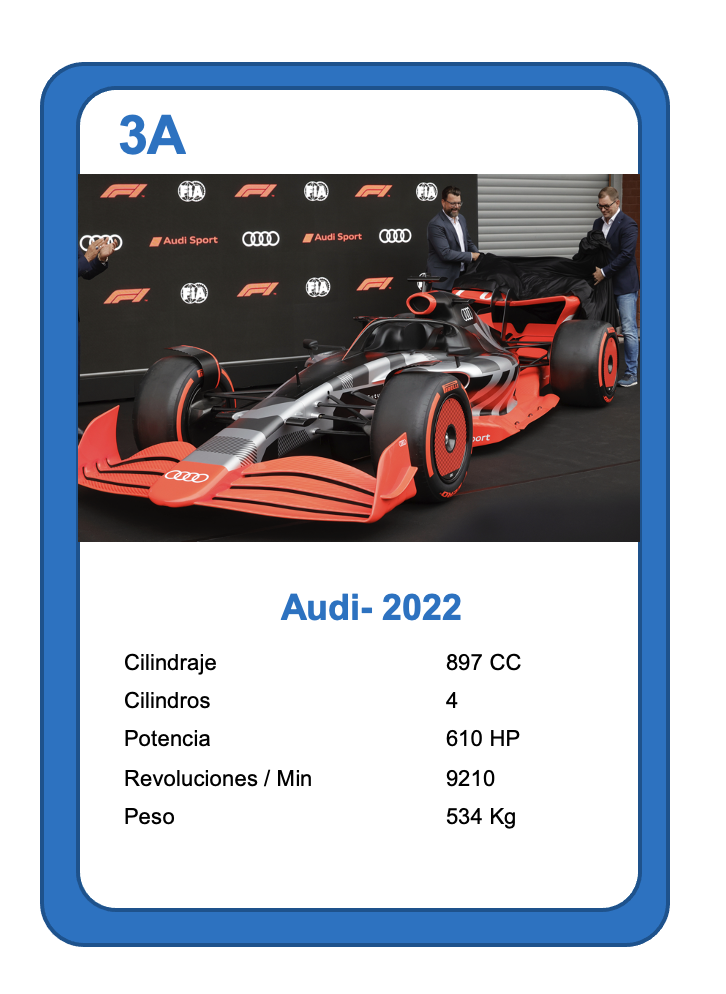 3A
F1 FIA F1 FIA F1 FIA
Audi Sport Audi Sport
F1 FIA F1 FIA F1
Audi- 2022
Cilindraje 897 CC
Cilindros 4
Potencia 610 HP
Revoluciones / Min 9210
Peso 534 Kg